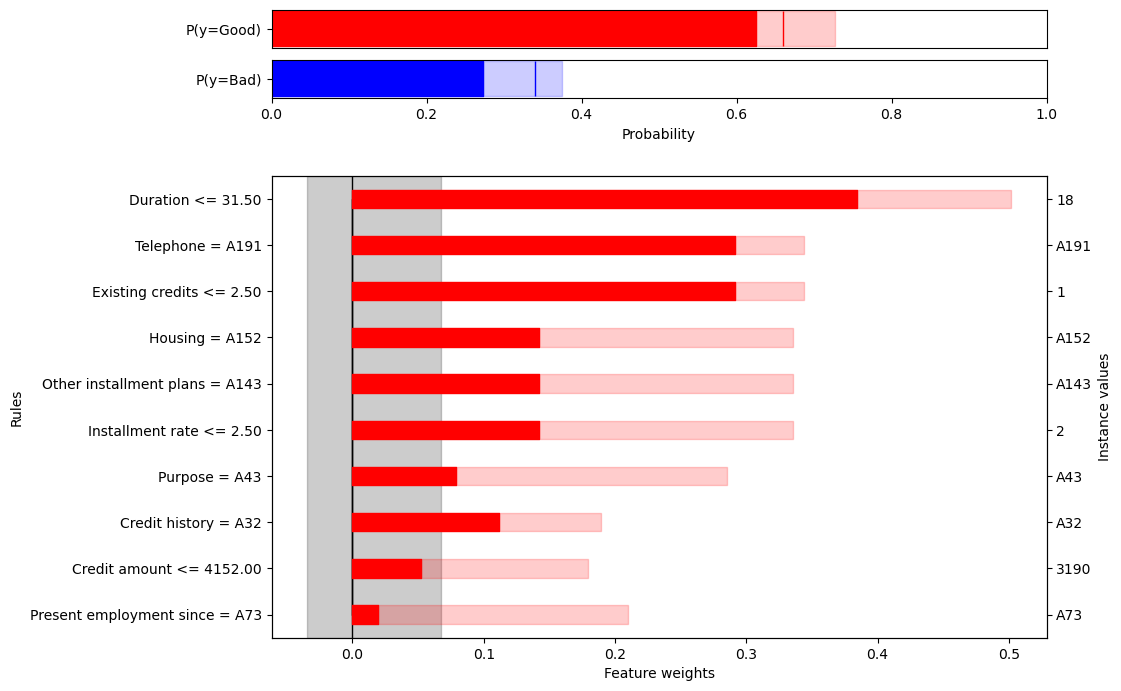 P(y=Good)
P(y=Bad)
0.0 0.2 0.4 0.6 0.8 1.0
Probability
Duration <= 31.50 18
Telephone = A191 A191
Existing credits <= 2.50 1
Housing = A152 A152
Other installment plans = A143 A143
Installment rate <= 2.50 2
Purpose = A43 A43
Credit history = A32 A32
Credit amount <= 4152.00 3190
Present employment since = A73 A73
Rules
Instance values
0.0 0.1 0.2 0.3 0.4 0.5
Feature weights